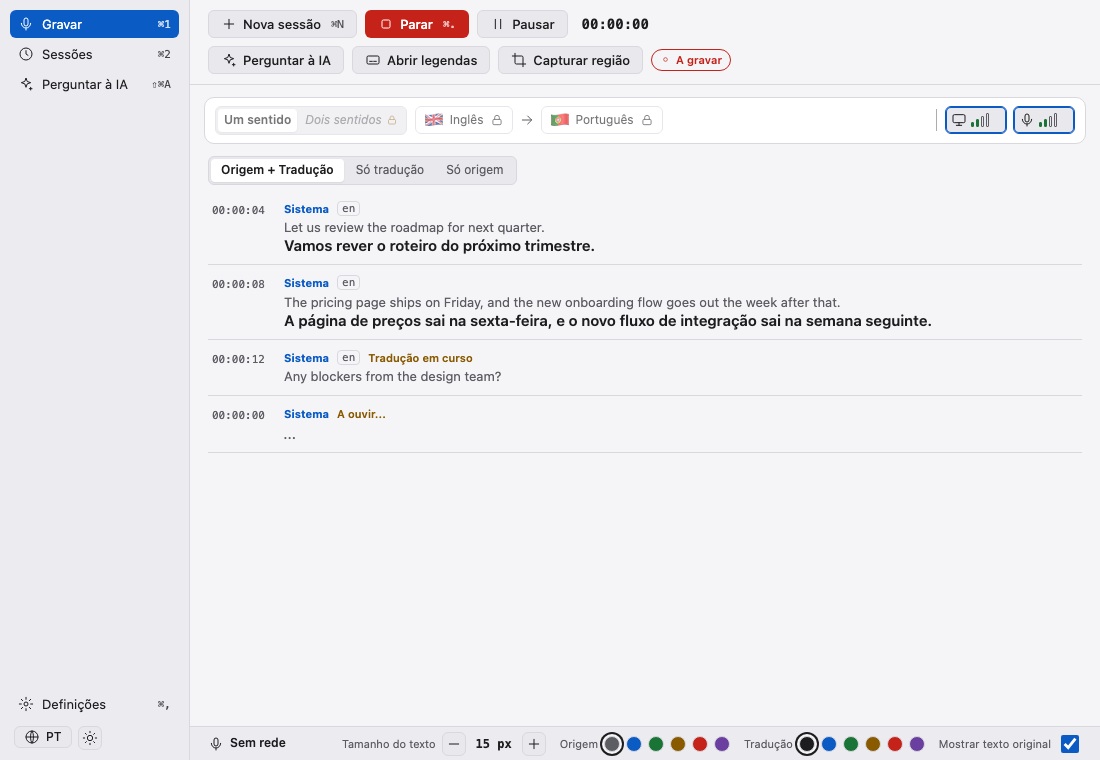 Gravar ⌘1
Sessões ⌘2
Perguntar à IA ⇧⌘A
Definições ⌘,
PT
Nova sessão ⌘N
Parar ⌘.
Pausar
00:00:00
Perguntar à IA
Abrir legendas
Capturar região
A gravar
Um sentido
Dois sentidos
Inglês
Português
Origem + Tradução
Só tradução
Só origem
00:00:04 Sistema en
Let us review the roadmap for next quarter.
Vamos rever o roteiro do próximo trimestre.
00:00:08 Sistema en
The pricing page ships on Friday, and the new onboarding flow goes out the week after that.
A página de preços sai na sexta-feira, e o novo fluxo de integração sai na semana seguinte.
00:00:12 Sistema en Tradução em curso
Any blockers from the design team?
00:00:00 Sistema A ouvir...
...
Sem rede
Tamanho do texto
15 px
Origem
Tradução
Mostrar texto original